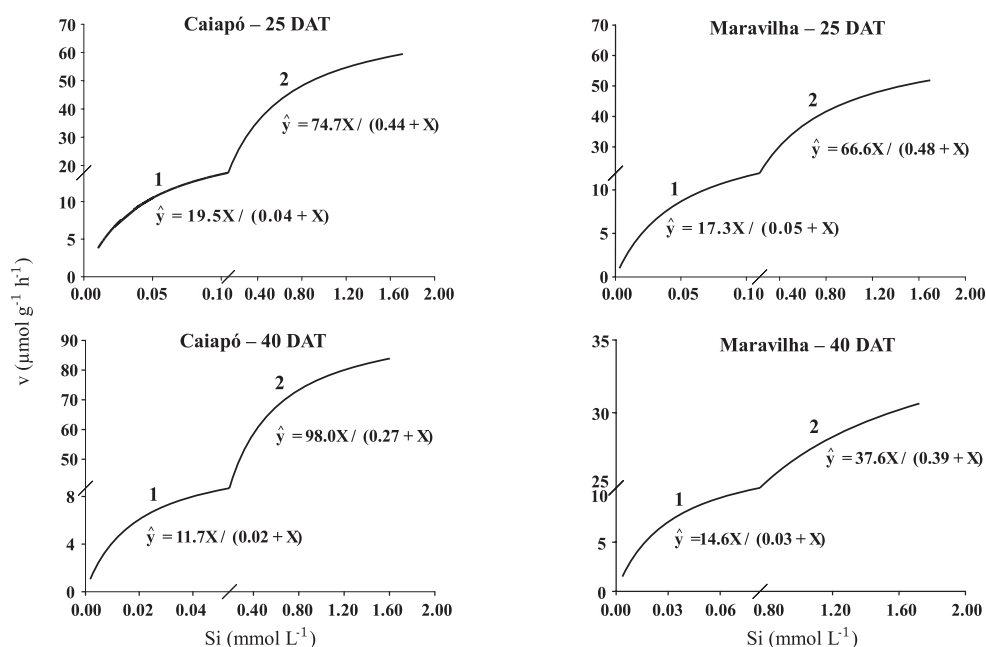 v (μmol g⁻¹ h⁻¹)
Caiapó – 25 DAT
70
60
50
40
30
20
10
5
0
1
2
ŷ = 74.7X / (0.44 + X)
ŷ = 19.5X / (0.04 + X)
0.00 0.05 0.10 0.40 0.80 1.20 1.60 2.00
Maravilha – 25 DAT
70
60
50
40
30
10
5
0
1
2
ŷ = 66.6X / (0.48 + X)
ŷ = 17.3X / (0.05 + X)
0.00 0.05 0.10 0.40 0.80 1.20 1.60 2.00
Caiapó – 40 DAT
90
80
70
60
50
8
4
0
1
2
ŷ = 98.0X / (0.27 + X)
ŷ = 11.7X / (0.02 + X)
0.00 0.02 0.04 0.40 0.80 1.20 1.60 2.00
Si (mmol L⁻¹)
Maravilha – 40 DAT
35
30
25
10
5
0
1
2
ŷ = 37.6X / (0.39 + X)
ŷ =14.6X / (0.03 + X)
0.00 0.03 0.06 0.80 1.20 1.60 2.00
Si (mmol L⁻¹)